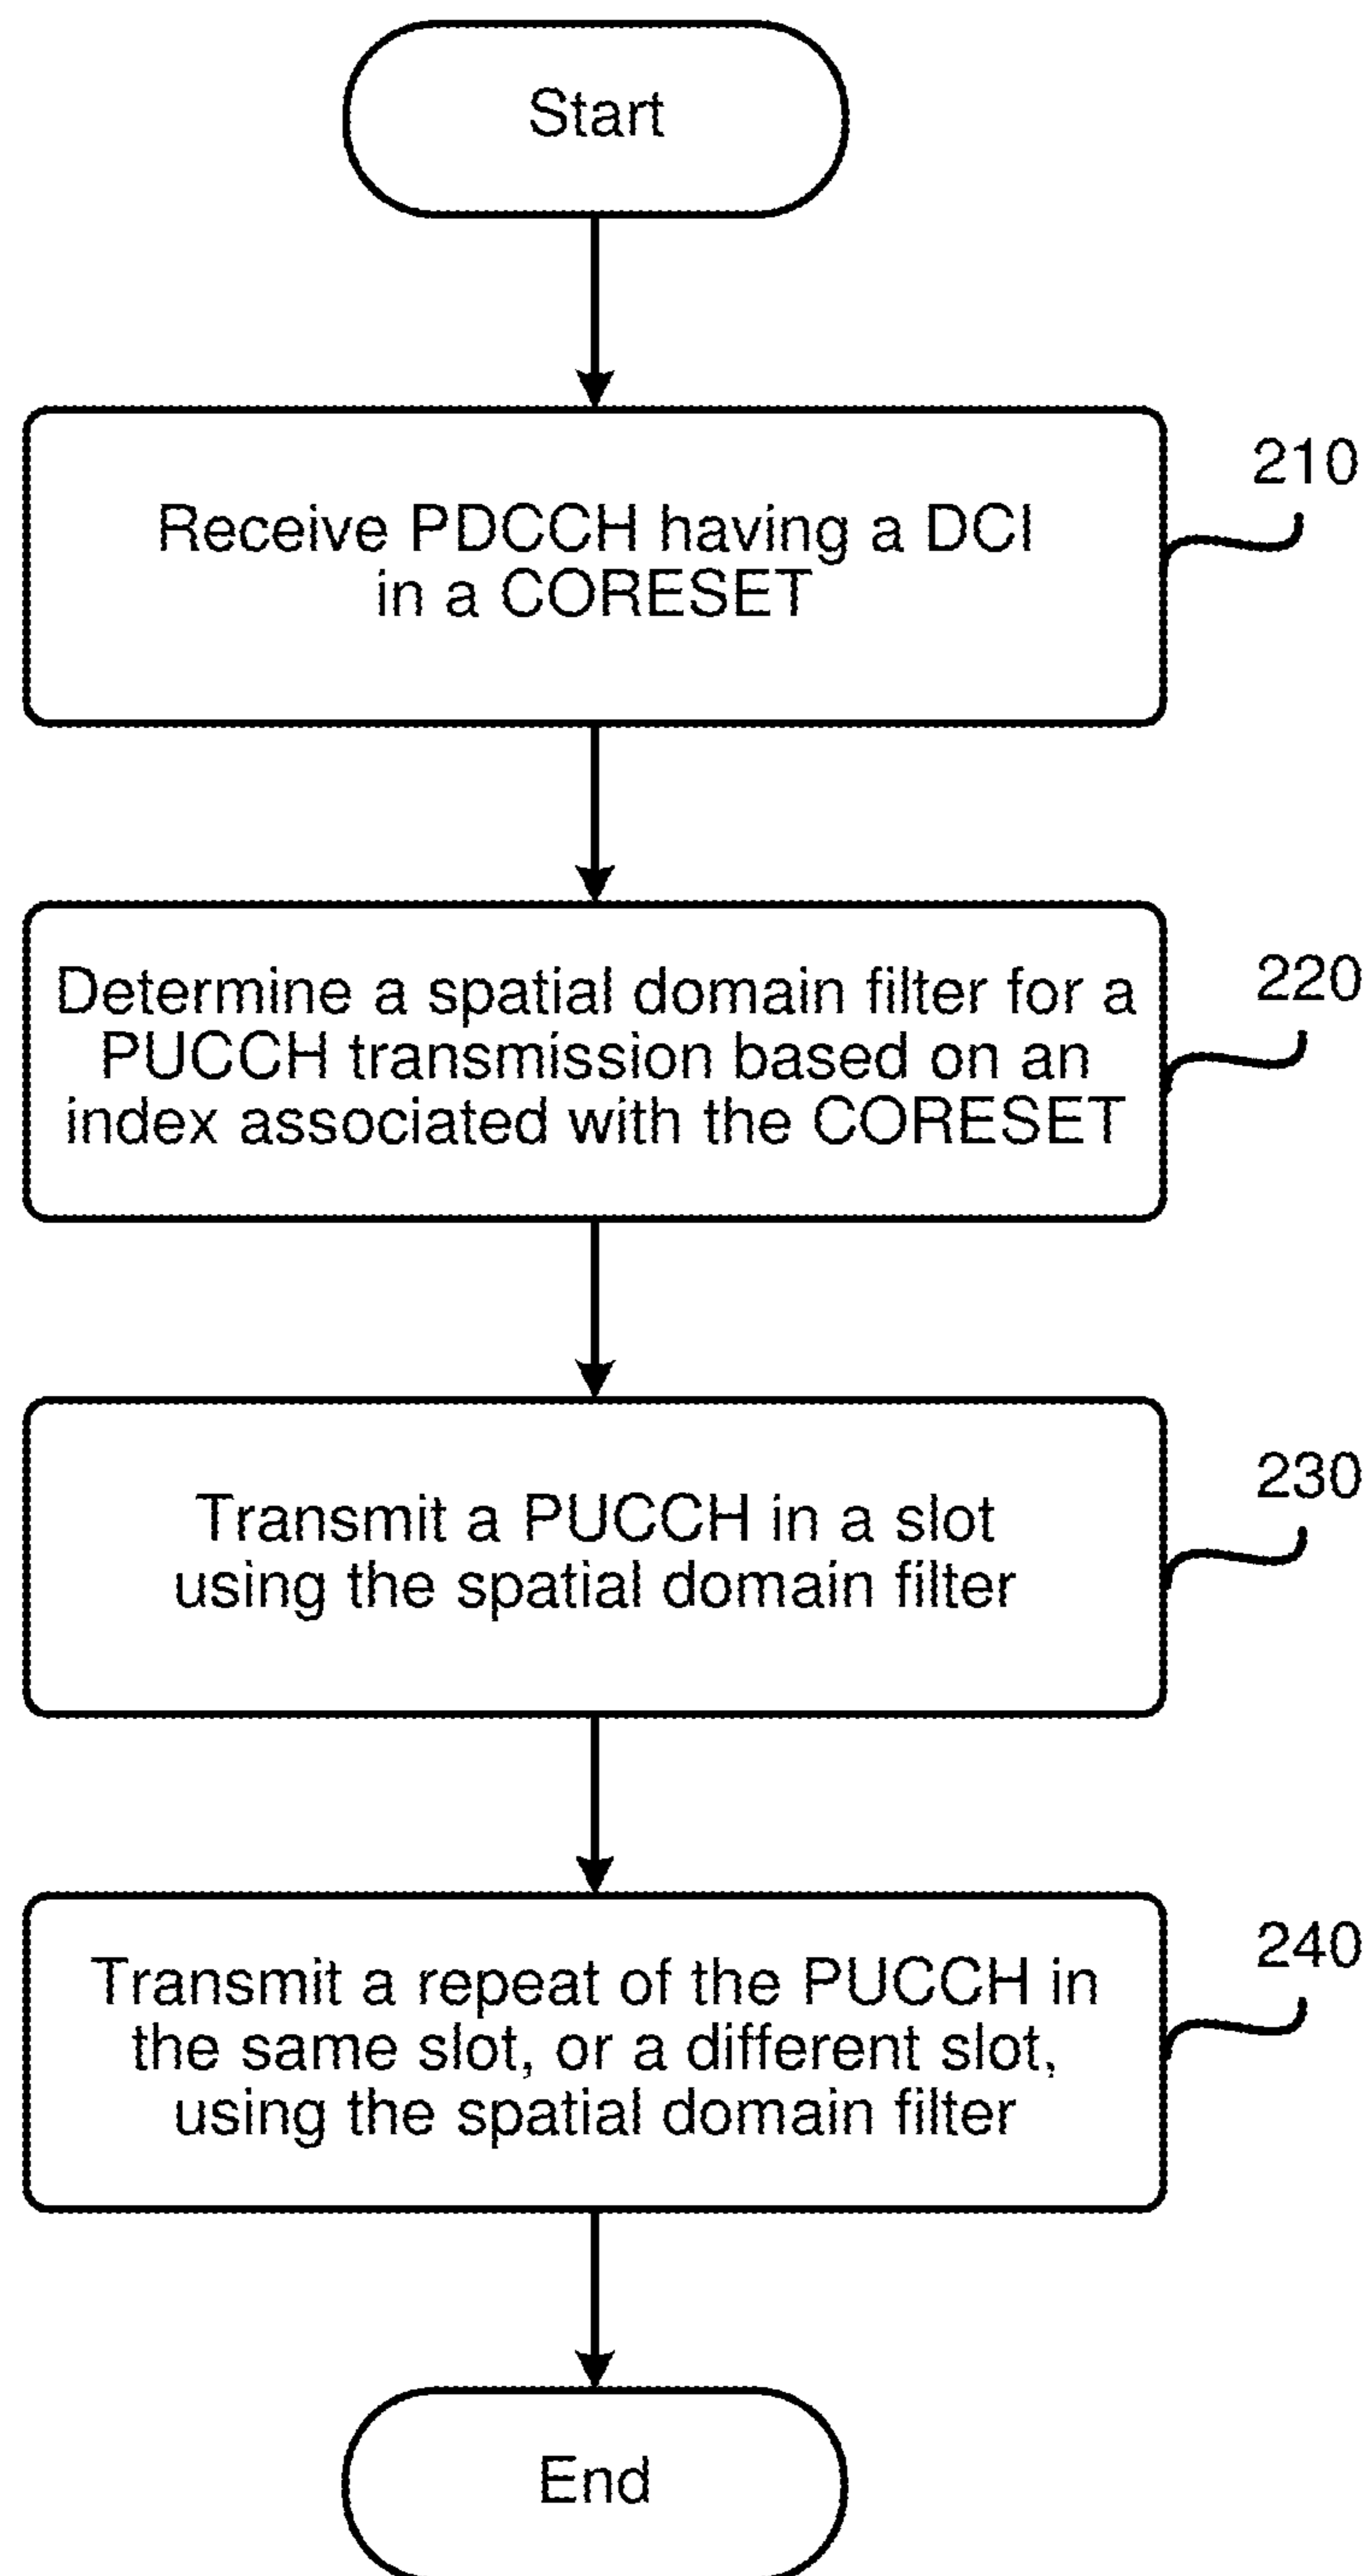 Start
Receive PDCCH having a DCI
in a CORESET
210
Determine a spatial domain filter for a
PUCCH transmission based on an
index associated with the CORESET
220
Transmit a PUCCH in a slot
using the spatial domain filter
230
Transmit a repeat of the PUCCH in
the same slot, or a different slot,
using the spatial domain filter
240
End